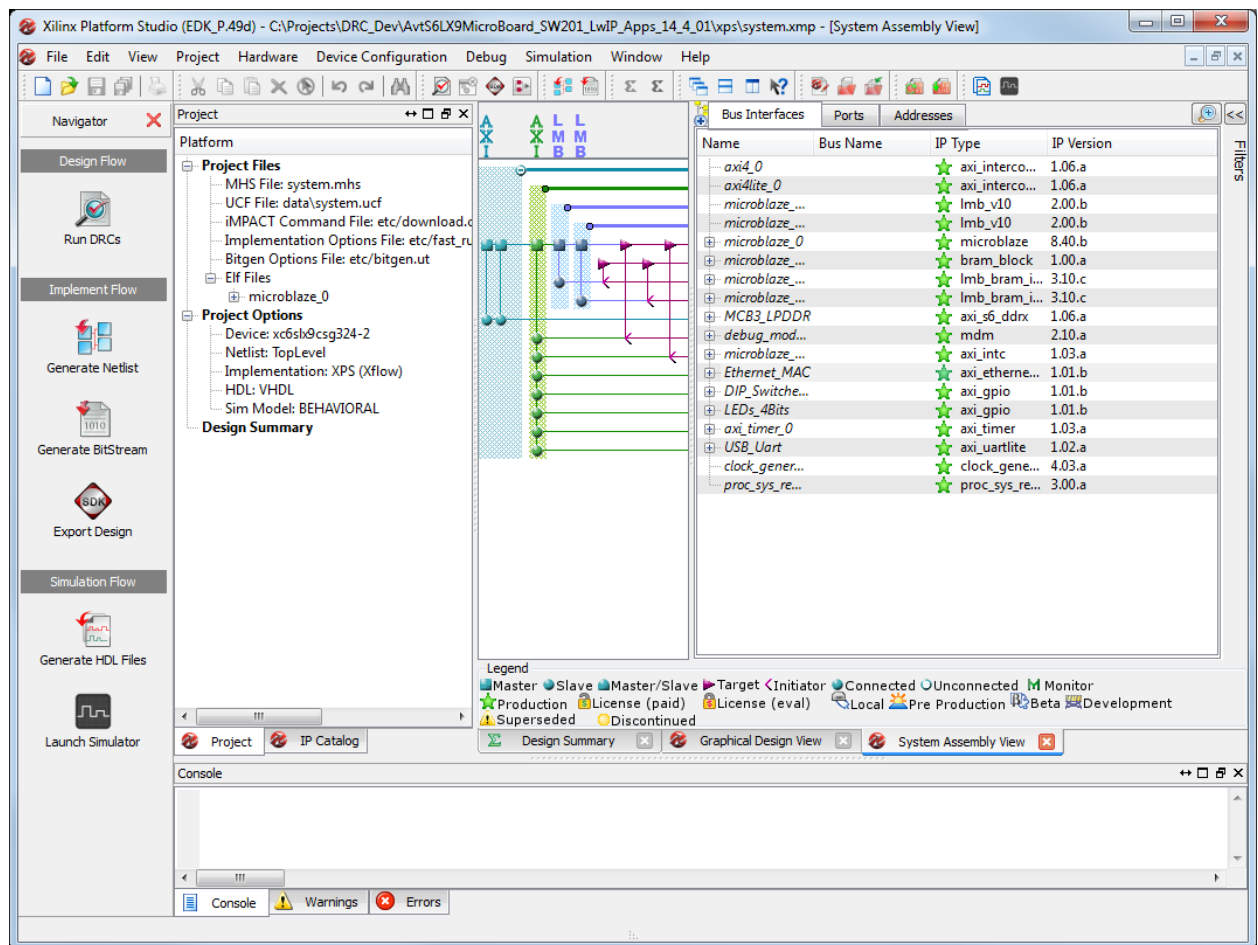 Xilinx Platform Studio (EDK_P.49d) - C:\Projects\DRC_Dev\AvtS6LX9MicroBoard_SW201_LwIP_Apps_14_4_01\xps\system.xmp - [System Assembly View]
File Edit View Project Hardware Device Configuration Debug Simulation Window Help
Navigator
Design Flow
Run DRCs
Implement Flow
Generate Netlist
1010
Generate BitStream
SDK
Export Design
Simulation Flow
Generate HDL Files
Launch Simulator
Project
Platform
Project Files
MHS File: system.mhs
UCF File: data\system.ucf
iMPACT Command File: etc/download.c
Implementation Options File: etc/fast_ru
Bitgen Options File: etc/bitgen.ut
Elf Files
microblaze_0
Project Options
Device: xc6slx9csg324-2
Netlist: TopLevel
Implementation: XPS (Xflow)
HDL: VHDL
Sim Model: BEHAVIORAL
Design Summary
Project IP Catalog
AXI AXI LMB LMB
Bus Interfaces Ports Addresses
<<
Filters
Name Bus Name IP Type IP Version
axi4_0 axi_interco... 1.06.a
axi4lite_0 axi_interco... 1.06.a
microblaze_... lmb_v10 2.00.b
microblaze_... lmb_v10 2.00.b
microblaze_0 microblaze 8.40.b
microblaze_... bram_block 1.00.a
microblaze_... lmb_bram_i... 3.10.c
microblaze_... lmb_bram_i... 3.10.c
MCB3_LPDDR axi_s6_ddrx 1.06.a
debug_mod... mdm 2.10.a
microblaze_... axi_intc 1.03.a
Ethernet_MAC axi_etherne... 1.01.b
DIP_Switche... axi_gpio 1.01.b
LEDs_4Bits axi_gpio 1.01.b
axi_timer_0 axi_timer 1.03.a
USB_Uart axi_uartlite 1.02.a
clock_gener... clock_gene... 4.03.a
proc_sys_re... proc_sys_re... 3.00.a
Legend
Master Slave Master/Slave Target Initiator Connected Unconnected M Monitor
Production License (paid) License (eval) Local Pre Production Beta Development
Superseded Discontinued
Design Summary Graphical Design View System Assembly View
Console
Console Warnings Errors